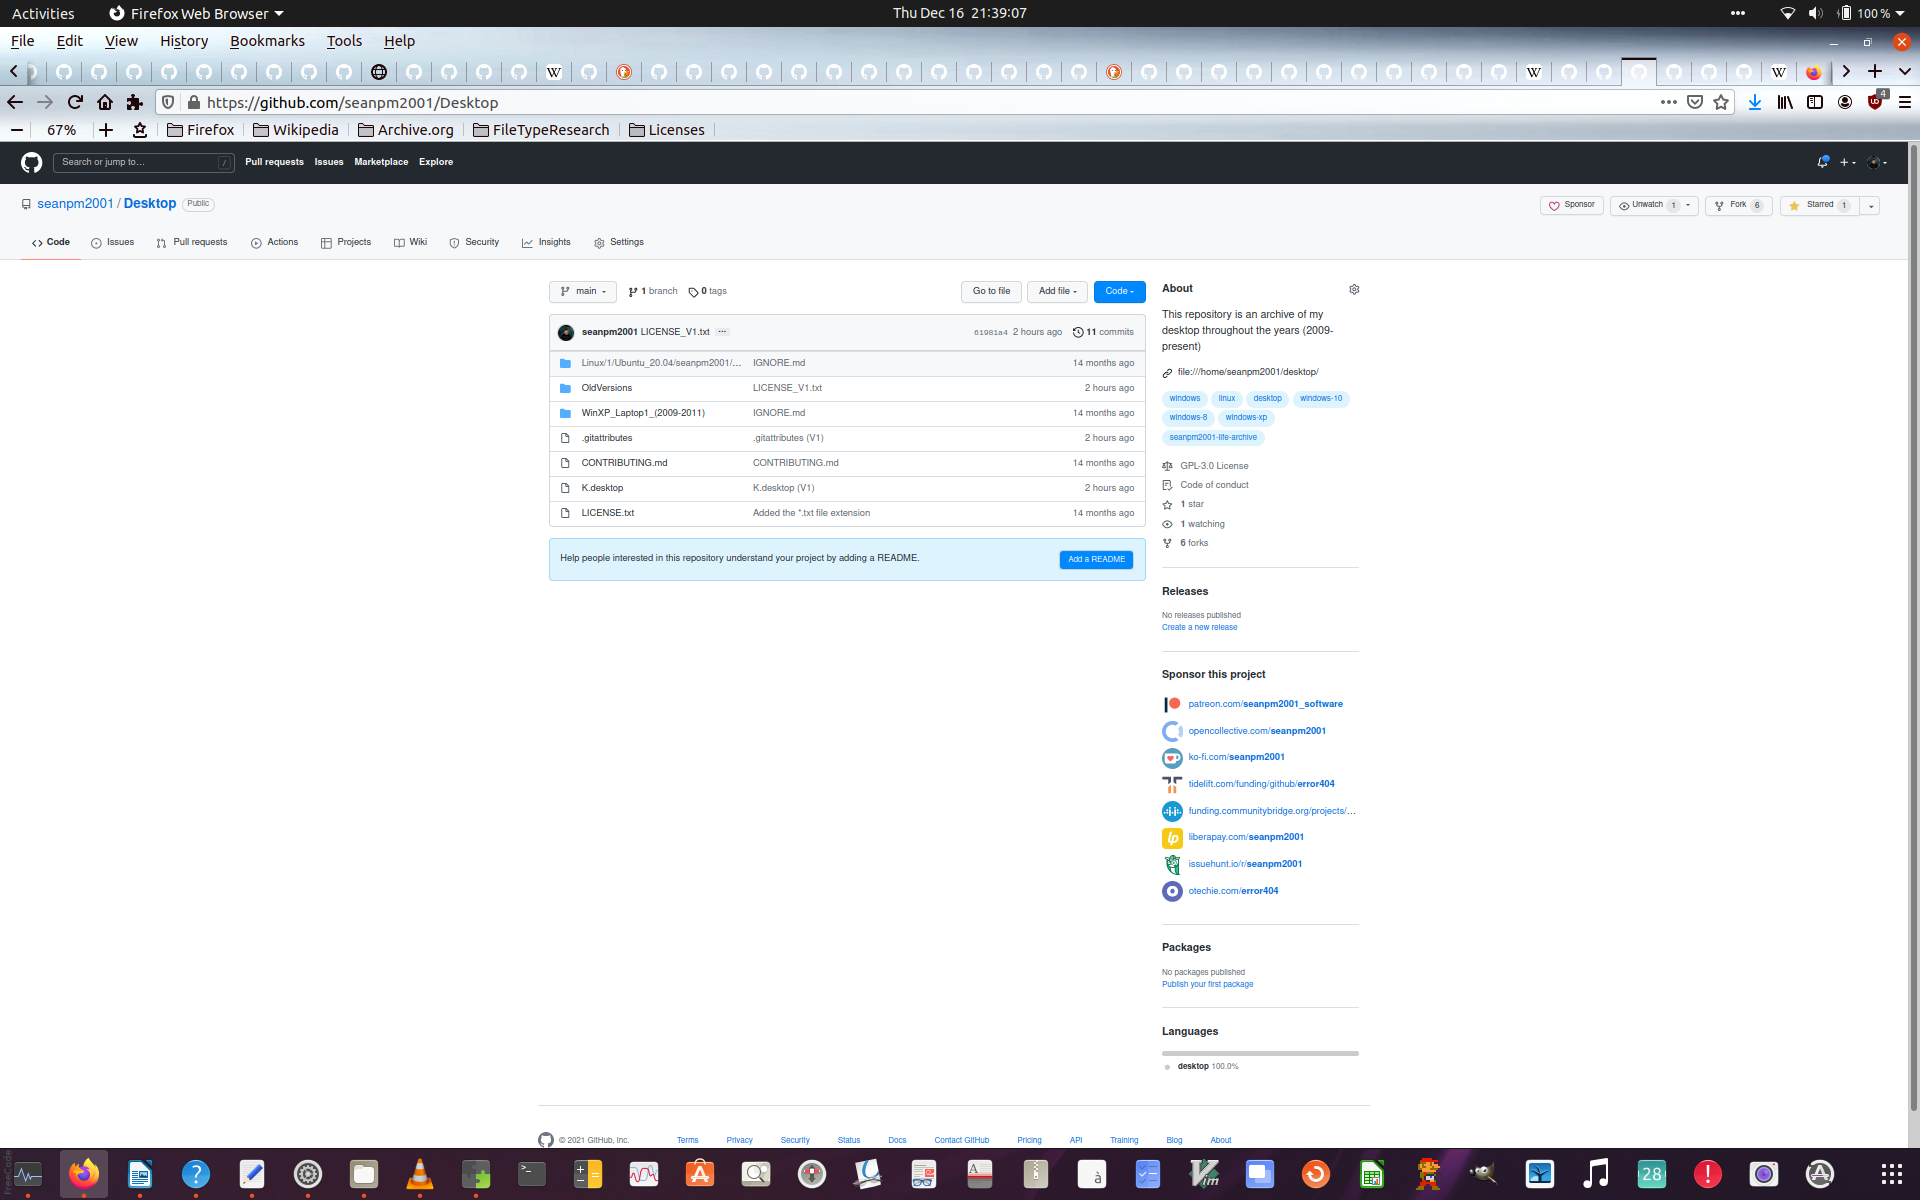 Activities Firefox Web Browser Thu Dec 16 21:39:07 100 %
File Edit View History Bookmarks Tools Help
https://github.com/seanpm2001/Desktop 4
67% Firefox Wikipedia Archive.org FileTypeResearch Licenses
Search or jump to… / Pull requests Issues Marketplace Explore
seanpm2001 / Desktop Public Sponsor Unwatch 1 Fork 6 Starred 1
Code Issues Pull requests Actions Projects Wiki Security Insights Settings
main 1 branch 0 tags Go to file Add file Code
seanpm2001 LICENSE_V1.txt ... 61981a4 2 hours ago 11 commits
Linux/1/Ubuntu_20.04/seanpm2001/… IGNORE.md 14 months ago
OldVersions LICENSE_V1.txt 2 hours ago
WinXP_Laptop1_(2009-2011) IGNORE.md 14 months ago
.gitattributes .gitattributes (V1) 2 hours ago
CONTRIBUTING.md CONTRIBUTING.md 14 months ago
K.desktop K.desktop (V1) 2 hours ago
LICENSE.txt Added the *.txt file extension 14 months ago
Help people interested in this repository understand your project by adding a README. Add a README
About
This repository is an archive of my
desktop throughout the years (2009-
present)
file:///home/seanpm2001/desktop/
windows linux desktop windows-10
windows-8 windows-xp
seanpm2001-life-archive
GPL-3.0 License
Code of conduct
1 star
1 watching
6 forks
Releases
No releases published
Create a new release
Sponsor this project
patreon.com/seanpm2001_software
opencollective.com/seanpm2001
ko-fi.com/seanpm2001
tidelift.com/funding/github/error404
funding.communitybridge.org/projects/…
liberapay.com/seanpm2001
issuehunt.io/r/seanpm2001
otechie.com/error404
Packages
No packages published
Publish your first package
Languages
desktop 100.0%
© 2021 GitHub, Inc. Terms Privacy Security Status Docs Contact GitHub Pricing API Training Blog About
28